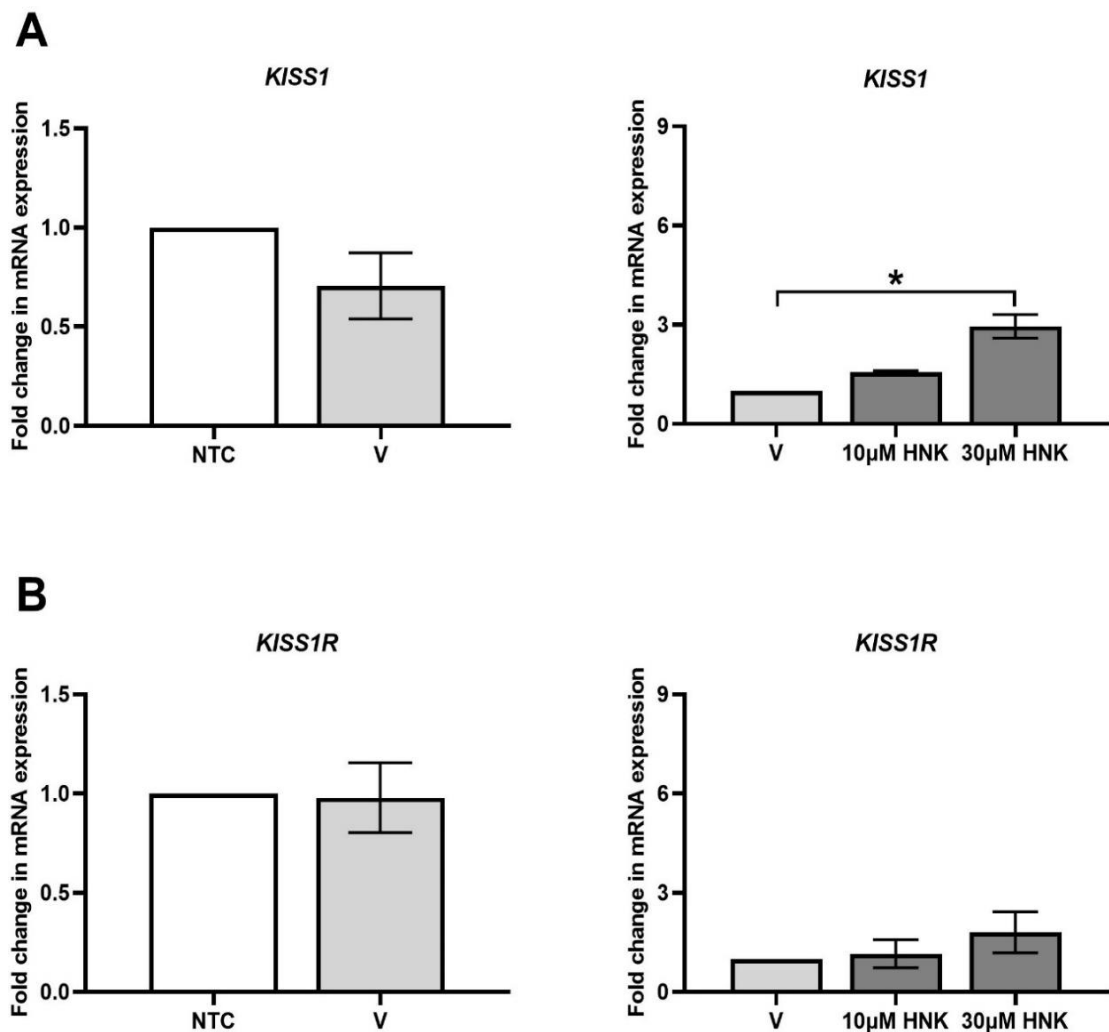 A
KISS1
Fold change in mRNA expression
1.5
1.0
0.5
0.0
NTC V
KISS1
Fold change in mRNA expression
9
6
3
0
*
V 10µM HNK 30µM HNK
B
KISS1R
Fold change in mRNA expression
1.5
1.0
0.5
0.0
NTC V
KISS1R
Fold change in mRNA expression
9
6
3
0
V 10µM HNK 30µM HNK